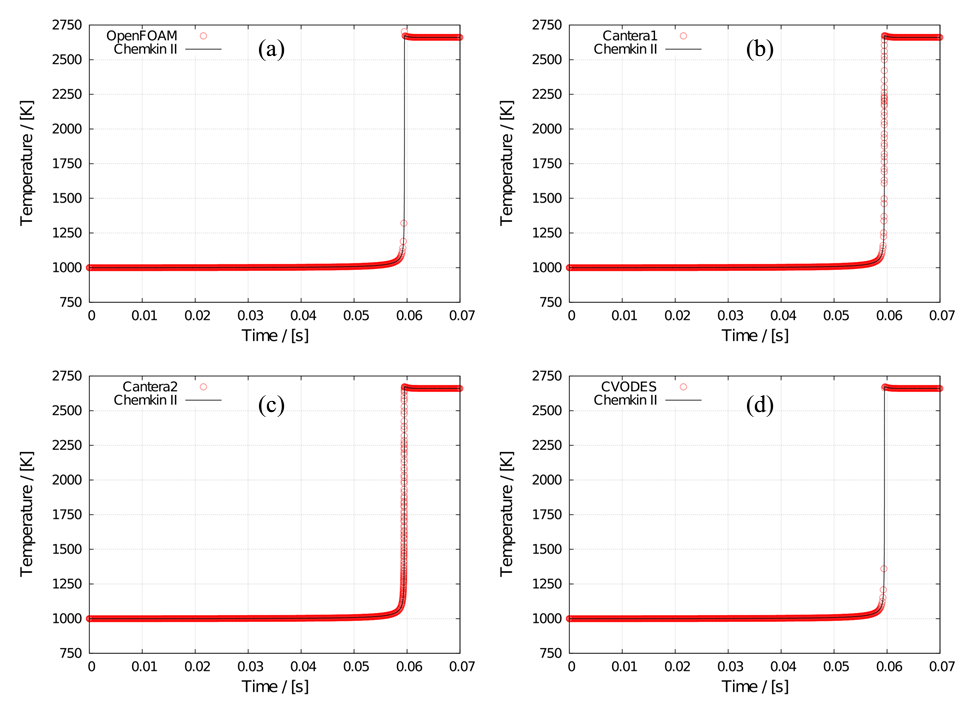 OpenFOAM
Chemkin II
(a)
2750
2500
2250
2000
1750
1500
1250
1000
750
Temperature / [K]
0 0.01 0.02 0.03 0.04 0.05 0.06 0.07
Time / [s]
Cantera1
Chemkin II
(b)
2750
2500
2250
2000
1750
1500
1250
1000
750
Temperature / [K]
0 0.01 0.02 0.03 0.04 0.05 0.06 0.07
Time / [s]
Cantera2
Chemkin II
(c)
2750
2500
2250
2000
1750
1500
1250
1000
750
Temperature / [K]
0 0.01 0.02 0.03 0.04 0.05 0.06 0.07
Time / [s]
CVODES
Chemkin II
(d)
2750
2500
2250
2000
1750
1500
1250
1000
750
Temperature / [K]
0 0.01 0.02 0.03 0.04 0.05 0.06 0.07
Time / [s]